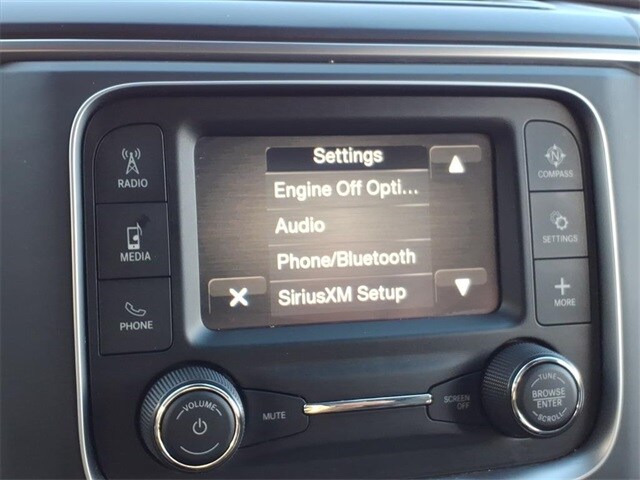 Settings
Engine Off Opti...
Audio
Phone/Bluetooth
SiriusXM Setup
RADIO
MEDIA
PHONE
N
COMPASS
SETTINGS
MORE
VOLUME
MUTE
SCREEN
OFF
TUNE
BROWSE
ENTER
SCROLL